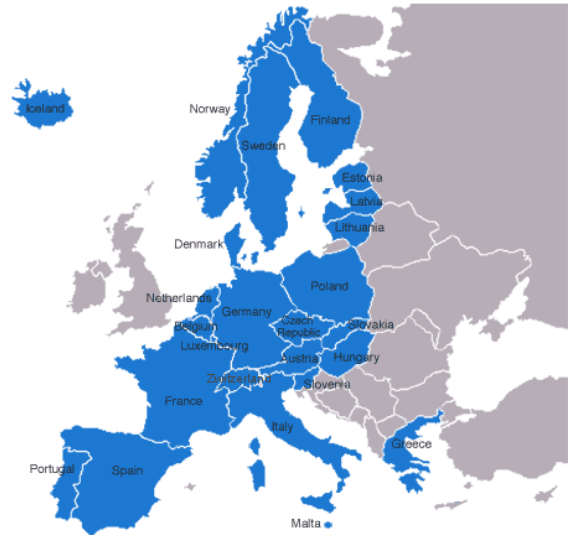 Iceland
Norway
Finland
Sweden
Estonia
Latvia
Lithuania
Denmark
Poland
Netherlands
Germany
Belgium
Czech
Republic
Slovakia
Luxembourg
Austria
Hungary
Zwitzerland
Slovenia
France
Italy
Greece
Portugal
Spain
Malta